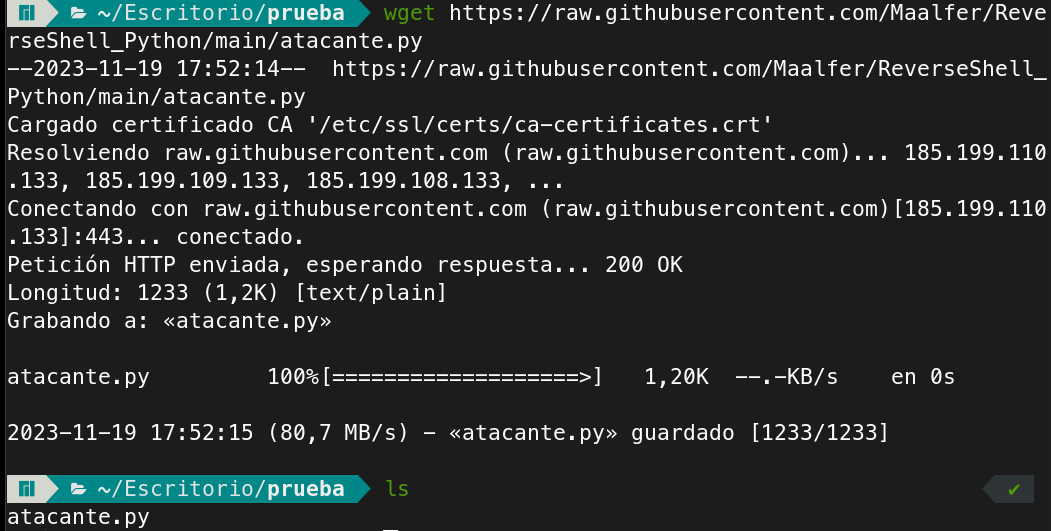 ~/Escritorio/prueba wget https://raw.githubusercontent.com/Maalfer/Reve
rseShell_Python/main/atacante.py
--2023-11-19 17:52:14--  https://raw.githubusercontent.com/Maalfer/ReverseShell_
Python/main/atacante.py
Cargado certificado CA '/etc/ssl/certs/ca-certificates.crt'
Resolviendo raw.githubusercontent.com (raw.githubusercontent.com)... 185.199.110
.133, 185.199.109.133, 185.199.108.133, ...
Conectando con raw.githubusercontent.com (raw.githubusercontent.com)[185.199.110
.133]:443... conectado.
Petición HTTP enviada, esperando respuesta... 200 OK
Longitud: 1233 (1,2K) [text/plain]
Grabando a: «atacante.py»
atacante.py         100%[===================>]   1,20K  --.-KB/s    en 0s
2023-11-19 17:52:15 (80,7 MB/s) - «atacante.py» guardado [1233/1233]
~/Escritorio/prueba ls ✔
atacante.py